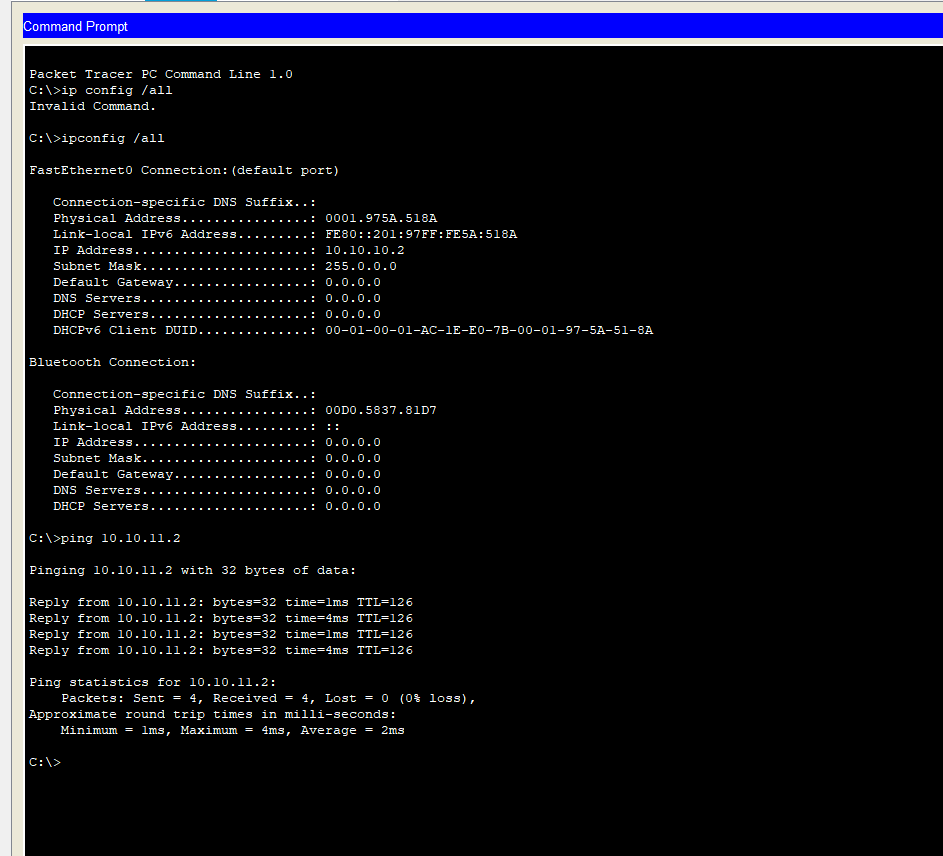 Command Prompt
Packet Tracer PC Command Line 1.0
C:\>ip config /all
Invalid Command.
C:\>ipconfig /all
FastEthernet0 Connection:(default port)
Connection-specific DNS Suffix..:
Physical Address................: 0001.975A.518A
Link-local IPv6 Address.........: FE80::201:97FF:FE5A:518A
IP Address......................: 10.10.10.2
Subnet Mask.....................: 255.0.0.0
Default Gateway.................: 0.0.0.0
DNS Servers.....................: 0.0.0.0
DHCP Servers....................: 0.0.0.0
DHCPv6 Client DUID..............: 00-01-00-01-AC-1E-E0-7B-00-01-97-5A-51-8A
Bluetooth Connection:
Connection-specific DNS Suffix..:
Physical Address................: 00D0.5837.81D7
Link-local IPv6 Address.........: ::
IP Address......................: 0.0.0.0
Subnet Mask.....................: 0.0.0.0
Default Gateway.................: 0.0.0.0
DNS Servers.....................: 0.0.0.0
DHCP Servers....................: 0.0.0.0
C:\>ping 10.10.11.2
Pinging 10.10.11.2 with 32 bytes of data:
Reply from 10.10.11.2: bytes=32 time=1ms TTL=126
Reply from 10.10.11.2: bytes=32 time=4ms TTL=126
Reply from 10.10.11.2: bytes=32 time=1ms TTL=126
Reply from 10.10.11.2: bytes=32 time=4ms TTL=126
Ping statistics for 10.10.11.2:
Packets: Sent = 4, Received = 4, Lost = 0 (0% loss),
Approximate round trip times in milli-seconds:
Minimum = 1ms, Maximum = 4ms, Average = 2ms
C:\>